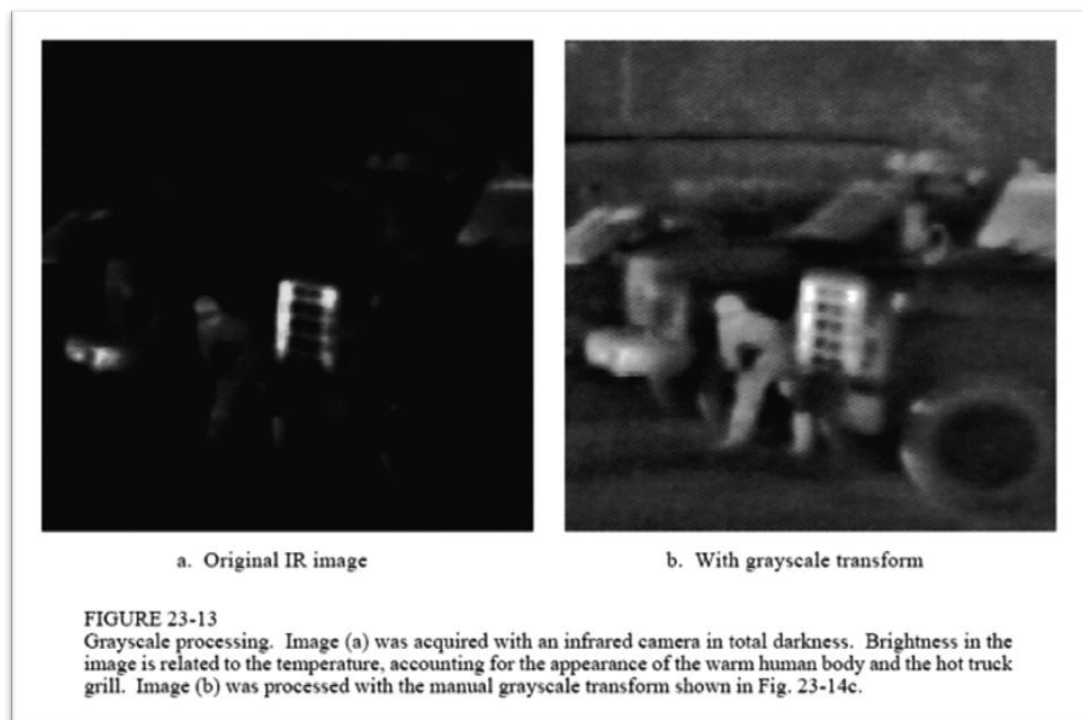 a. Original IR image
b. With grayscale transform
FIGURE 23-13
Grayscale processing. Image (a) was acquired with an infrared camera in total darkness. Brightness in the
image is related to the temperature, accounting for the appearance of the warm human body and the hot truck
grill. Image (b) was processed with the manual grayscale transform shown in Fig. 23-14c.